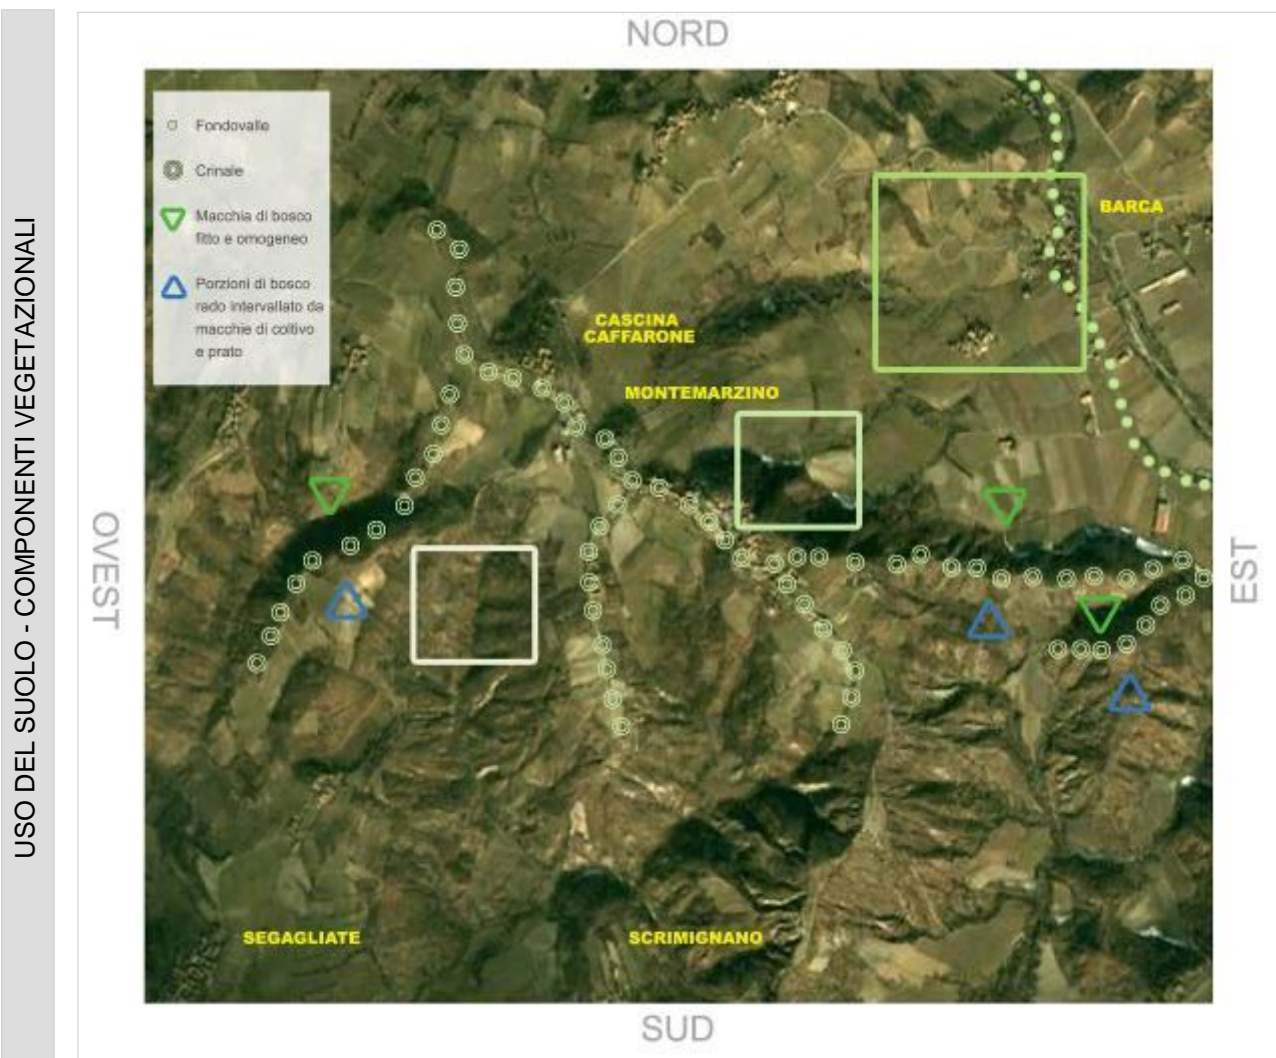 USO DEL SUOLO - COMPONENTI VEGETAZIONALI
NORD
Fondovalle
Crinale
Macchia di bosco
fitto e omogeneo
Porzioni di bosco
rado intervallato da
macchie di coltivo
e prato
BARCA
CASCINA
CAFFARONE
MONTEMARZINO
OVEST
EST
SEGAGLIATE
SCRIMIGNANO
SUD